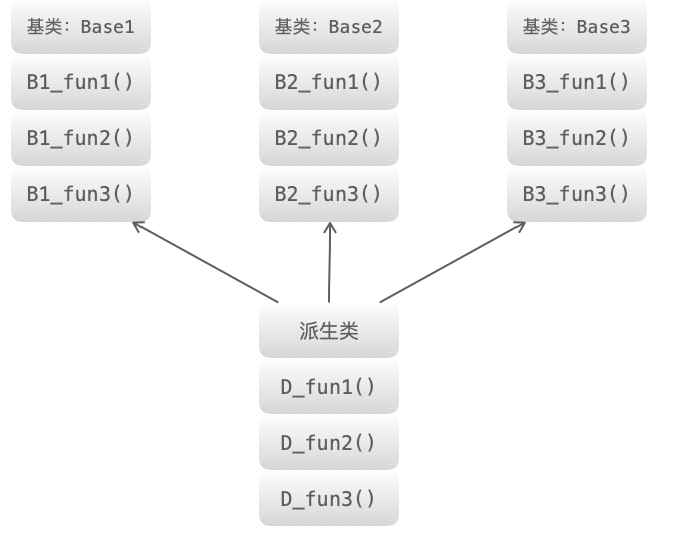 基类：Base1
B1_fun1()
B1_fun2()
B1_fun3()
基类：Base2
B2_fun1()
B2_fun2()
B2_fun3()
基类：Base3
B3_fun1()
B3_fun2()
B3_fun3()
派生类
D_fun1()
D_fun2()
D_fun3()